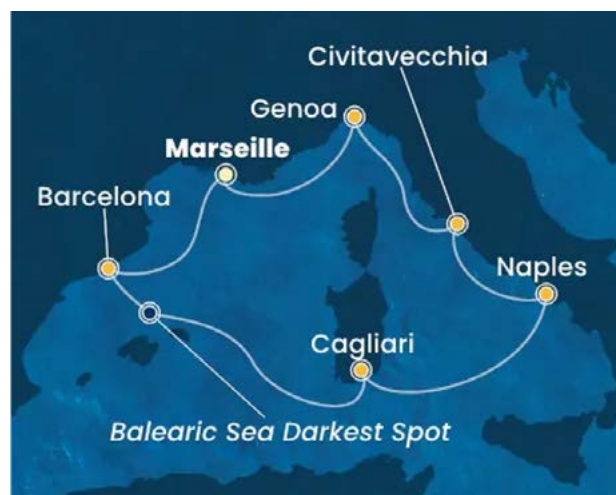 Civitavecchia
Genoa
Marseille
Barcelona
Naples
Cagliari
Balearic Sea Darkest Spot